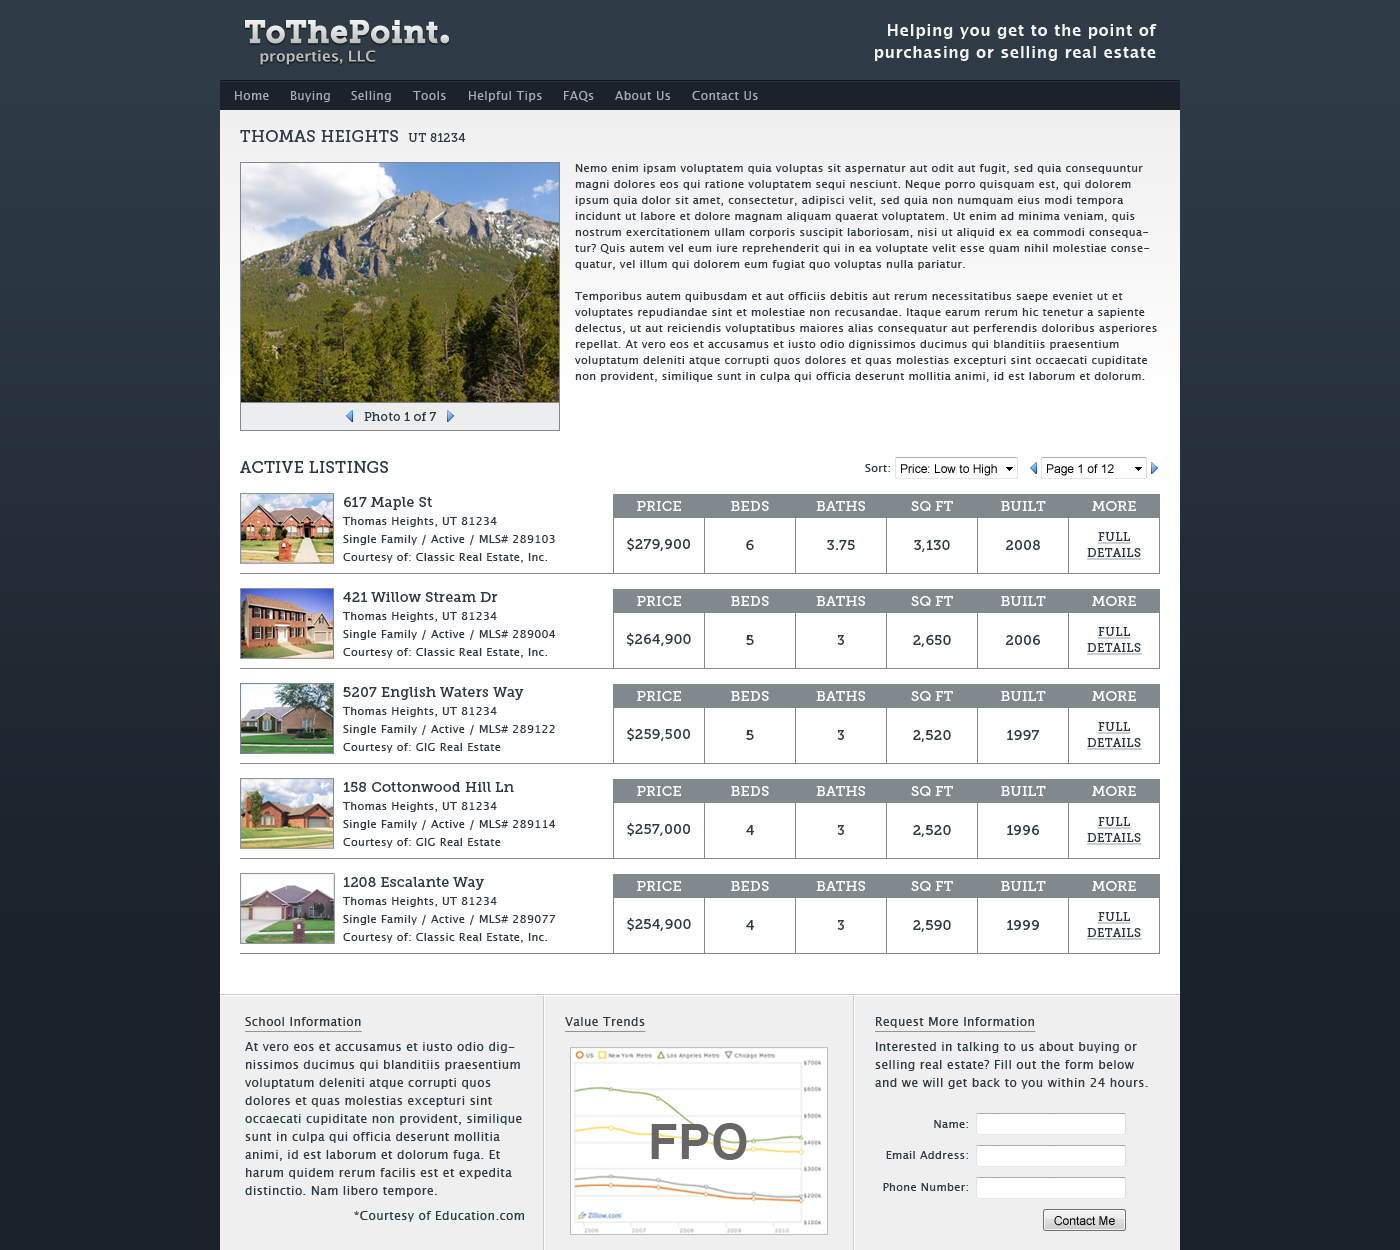 ToThePoint.
properties, LLC
Helping you get to the point of
purchasing or selling real estate
Home Buying Selling Tools Helpful Tips FAQs About Us Contact Us
THOMAS HEIGHTS UT 81234
Nemo enim ipsam voluptatem quia voluptas sit aspernatur aut odit aut fugit, sed quia consequuntur
magni dolores eos qui ratione voluptatem sequi nesciunt. Neque porro quisquam est, qui dolorem
ipsum quia dolor sit amet, consectetur, adipisci velit, sed quia non numquam eius modi tempora
incidunt ut labore et dolore magnam aliquam quaerat voluptatem. Ut enim ad minima veniam, quis
nostrum exercitationem ullam corporis suscipit laboriosam, nisi ut aliquid ex ea commodi consequa-
tur? Quis autem vel eum iure reprehenderit qui in ea voluptate velit esse quam nihil molestiae conse-
quatur, vel illum qui dolorem eum fugiat quo voluptas nulla pariatur.
Temporibus autem quibusdam et aut officiis debitis aut rerum necessitatibus saepe eveniet ut et
voluptates repudiandae sint et molestiae non recusandae. Itaque earum rerum hic tenetur a sapiente
delectus, ut aut reiciendis voluptatibus maiores alias consequatur aut perferendis doloribus asperiores
repellat. At vero eos et accusamus et iusto odio dignissimos ducimus qui blanditiis praesentium
voluptatum deleniti atque corrupti quos dolores et quas molestias excepturi sint occaecati cupiditate
non provident, similique sunt in culpa qui officia deserunt mollitia animi, id est laborum et dolorum.
Photo 1 of 7
ACTIVE LISTINGS
Sort: Price: Low to High Page 1 of 12
617 Maple St
Thomas Heights, UT 81234
Single Family / Active / MLS# 289103
Courtesy of: Classic Real Estate, Inc.
PRICE BEDS BATHS SQ FT BUILT MORE
$279,900 6 3.75 3,130 2008 FULL
DETAILS
421 Willow Stream Dr
Thomas Heights, UT 81234
Single Family / Active / MLS# 289004
Courtesy of: Classic Real Estate, Inc.
PRICE BEDS BATHS SQ FT BUILT MORE
$264,900 5 3 2,650 2006 FULL
DETAILS
5207 English Waters Way
Thomas Heights, UT 81234
Single Family / Active / MLS# 289122
Courtesy of: GIG Real Estate
PRICE BEDS BATHS SQ FT BUILT MORE
$259,500 5 3 2,520 1997 FULL
DETAILS
158 Cottonwood Hill Ln
Thomas Heights, UT 81234
Single Family / Active / MLS# 289114
Courtesy of: GIG Real Estate
PRICE BEDS BATHS SQ FT BUILT MORE
$257,000 4 3 2,520 1996 FULL
DETAILS
1208 Escalante Way
Thomas Heights, UT 81234
Single Family / Active / MLS# 289077
Courtesy of: Classic Real Estate, Inc.
PRICE BEDS BATHS SQ FT BUILT MORE
$254,900 4 3 2,590 1999 FULL
DETAILS
School Information
At vero eos et accusamus et iusto odio dig-
nissimos ducimus qui blanditiis praesentium
voluptatum deleniti atque corrupti quos
dolores et quas molestias excepturi sint
occaecati cupiditate non provident, similique
sunt in culpa qui officia deserunt mollitia
animi, id est laborum et dolorum fuga. Et
harum quidem rerum facilis est et expedita
distinctio. Nam libero tempore.
*Courtesy of Education.com
Value Trends
US New York Metro Los Angeles Metro Chicago Metro
$700k
$600k
$500k
$400k
$300k
$200k
$100k
FPO
Zillow.com
2006 2007 2008 2009 2010
Request More Information
Interested in talking to us about buying or
selling real estate? Fill out the form below
and we will get back to you within 24 hours.
Name:
Email Address:
Phone Number:
Contact Me